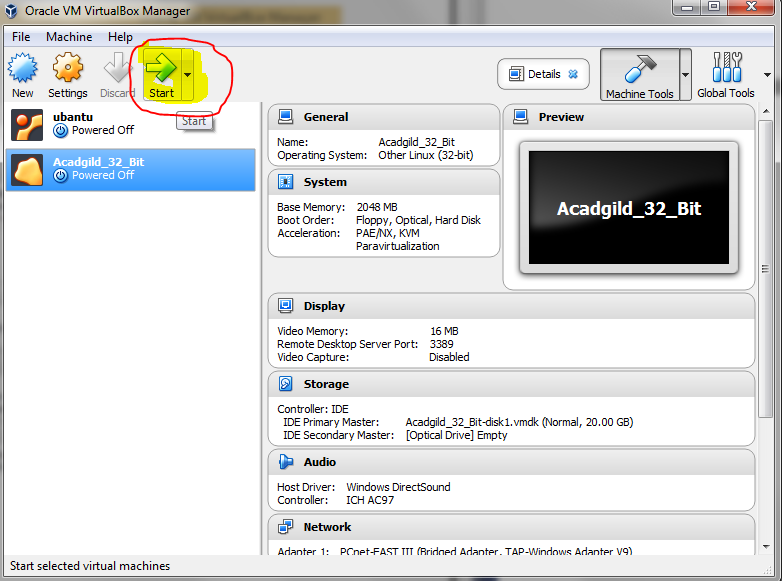 Oracle VM VirtualBox Manager
File Machine Help
New Settings Discard Start
Start
Details
Machine Tools
Global Tools
ubantu
Powered Off
Acadgild_32_Bit
Powered Off
General
Name: Acadgild_32_Bit
Operating System: Other Linux (32-bit)
Preview
Acadgild_32_Bit
System
Base Memory: 2048 MB
Boot Order: Floppy, Optical, Hard Disk
Acceleration: PAE/NX, KVM
Paravirtualization
Display
Video Memory: 16 MB
Remote Desktop Server Port: 3389
Video Capture: Disabled
Storage
Controller: IDE
IDE Primary Master: Acadgild_32_Bit-disk1.vmdk (Normal, 20.00 GB)
IDE Secondary Master: [Optical Drive] Empty
Audio
Host Driver: Windows DirectSound
Controller: ICH AC97
Network
Adapter 1: PCnet-FAST III (Bridged Adapter, TAP-Windows Adapter V9)
Start selected virtual machines